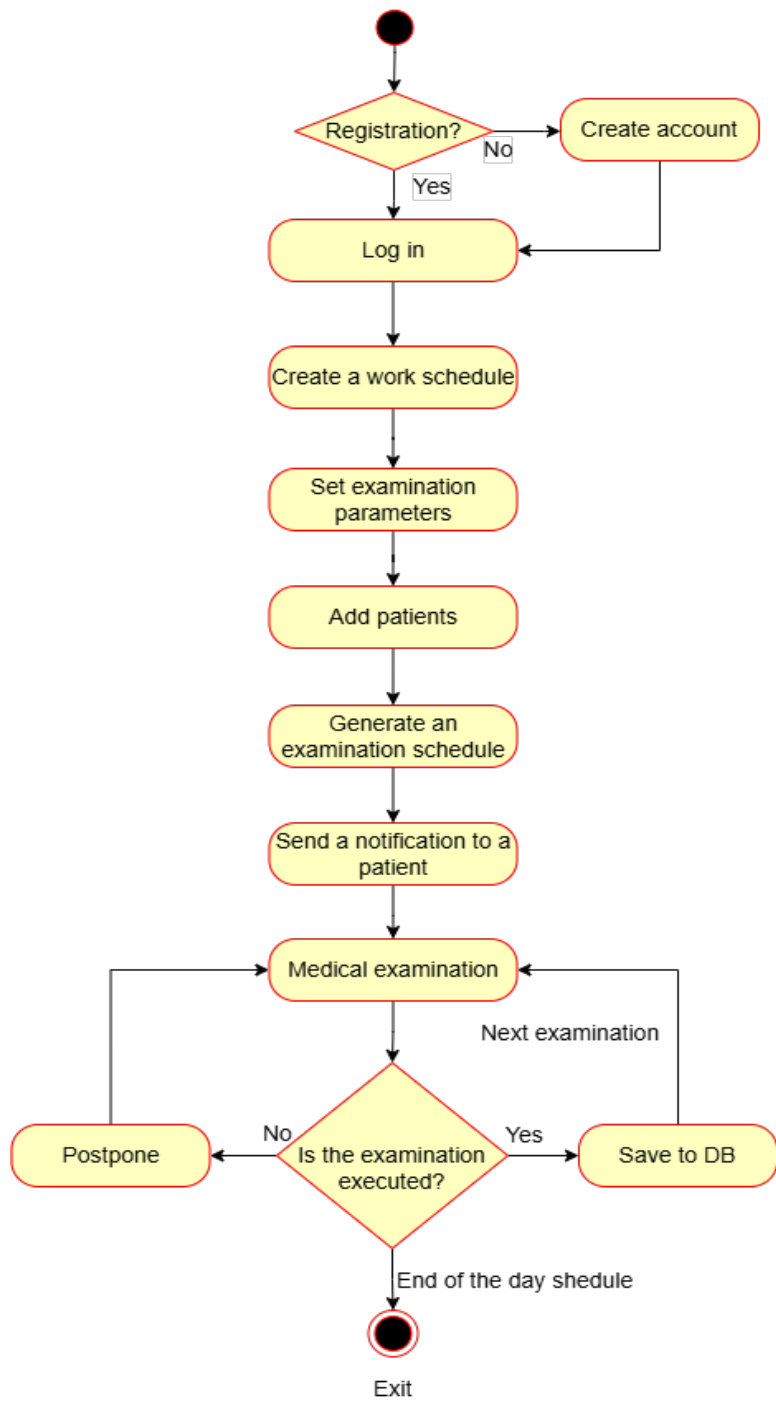 Registration?
Create account
No
Yes
Log in
Create a work schedule
Set examination
parameters
Add patients
Generate an
examination schedule
Send a notification to a
patient
Medical examination
Next examination
No
Yes
Postpone
Is the examination
executed?
Save to DB
End of the day shedule
Exit